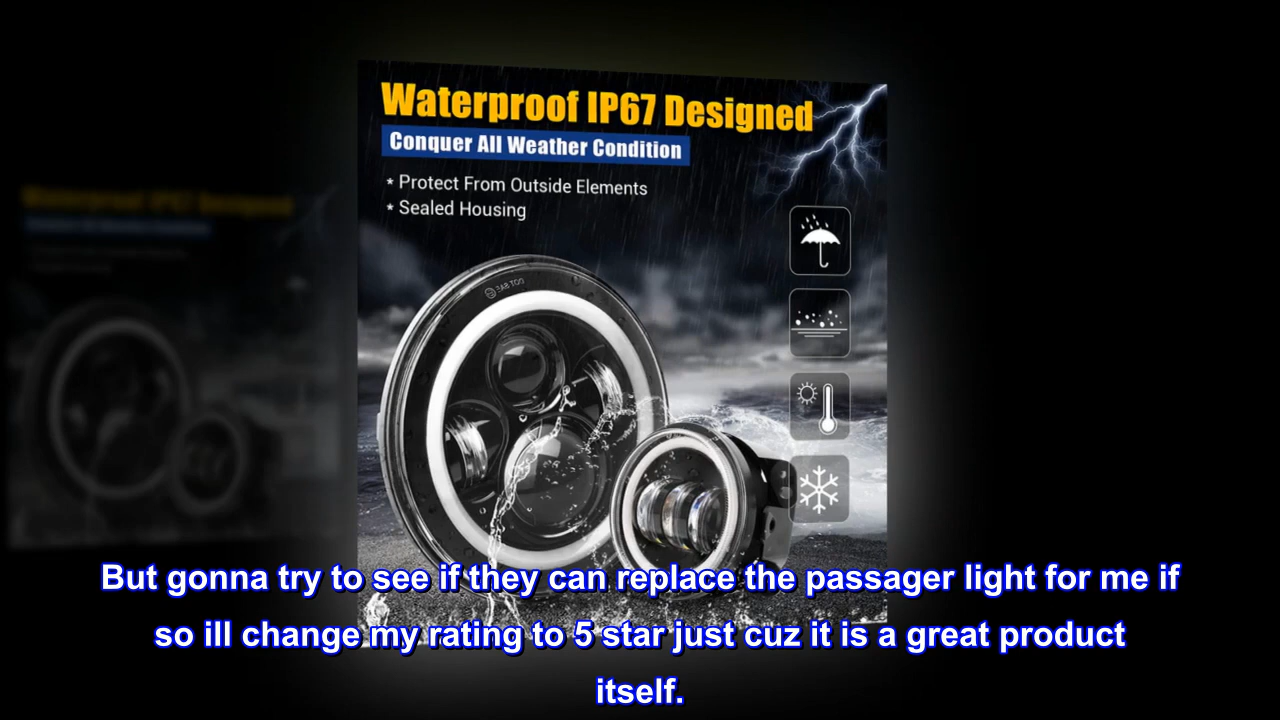 Waterproof IP67 Designed
Conquer All Weather Condition
* Protect From Outside Elements
* Sealed Housing
But gonna try to see if they can replace the passager light for me if
so ill change my rating to 5 star just cuz it is a great product
itself.